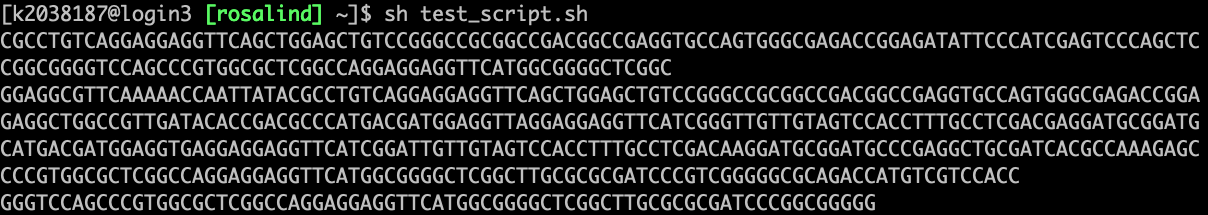 [k2038187@login3 [rosalind] ~]$ sh test_script.sh
CGCCTGTCAGGAGGAGGTTCAGCTGGAGCTGTCCGGGCCGCGGCCGACGGCCGAGGTGCCAGTGGGCGAGACCGGAGATATTCCCATCGAGTCCCAGCTC
CGGCGGGGTCCAGCCCGTGGCGCTCGGCCAGGAGGAGGTTCATGGCGGGGCTCGGC
GGAGGCGTTCAAAAACCAATTATACGCCTGTCAGGAGGAGGTTCAGCTGGAGCTGTCCGGGCCGCGGCCGACGGCCGAGGTGCCAGTGGGCGAGACCGGA
GAGGCTGGCCGTTGATACACCGACGCCCATGACGATGGAGGTTAGGAGGAGGTTCATCGGGTTGTTGTAGTCCACCTTTGCCTCGACGAGGATGCGGATG
CATGACGATGGAGGTGAGGAGGAGGTTCATCGGATTGTTGTAGTCCACCTTTGCCTCGACAAGGATGCGGATGCCCGAGGCTGCGATCACGCCAAAGAGC
CCCGTGGCGCTCGGCCAGGAGGAGGTTCATGGCGGGGCTCGGCTTGCGCGCGATCCCGTCGGGGGCGCAGACCATGTCGTCCACC
GGGTCCAGCCCGTGGCGCTCGGCCAGGAGGAGGTTCATGGCGGGGCTCGGCTTGCGCGCGATCCCGGCGGGGG